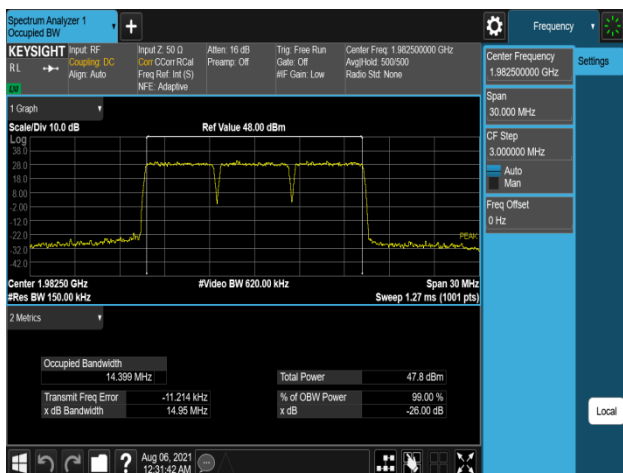 Spectrum Analyzer 1
Occupied BW
+
Frequency
KEYSIGHT
RL
LXI
Input: RF
Coupling: DC
Align: Auto
Input Z: 50 Ω
Corr CCorr RCal
Freq Ref: Int (S)
NFE: Adaptive
Atten: 16 dB
Preamp: Off
Trig: Free Run
Gate: Off
#IF Gain: Low
Center Freq: 1.982500000 GHz
Avg|Hold: 500/500
Radio Std: None
Center Frequency
1.982500000 GHz
Settings
Span
30.000 MHz
CF Step
3.000000 MHz
Auto
Man
Freq Offset
0 Hz
1 Graph
Scale/Div 10.0 dB
Ref Value 48.00 dBm
Log
38.0
28.0
18.0
8.00
-2.00
-12.0
-22.0
-32.0
-42.0
PEAK
Center 1.98250 GHz
#Video BW 620.00 kHz
Span 30 MHz
#Res BW 150.00 kHz
Sweep 1.27 ms (1001 pts)
2 Metrics
Occupied Bandwidth
14.399 MHz
Total Power 47.8 dBm
Transmit Freq Error -11.214 kHz
% of OBW Power 99.00 %
x dB Bandwidth 14.95 MHz
x dB -26.00 dB
Local
?
Aug 06, 2021
12:31:42 AM